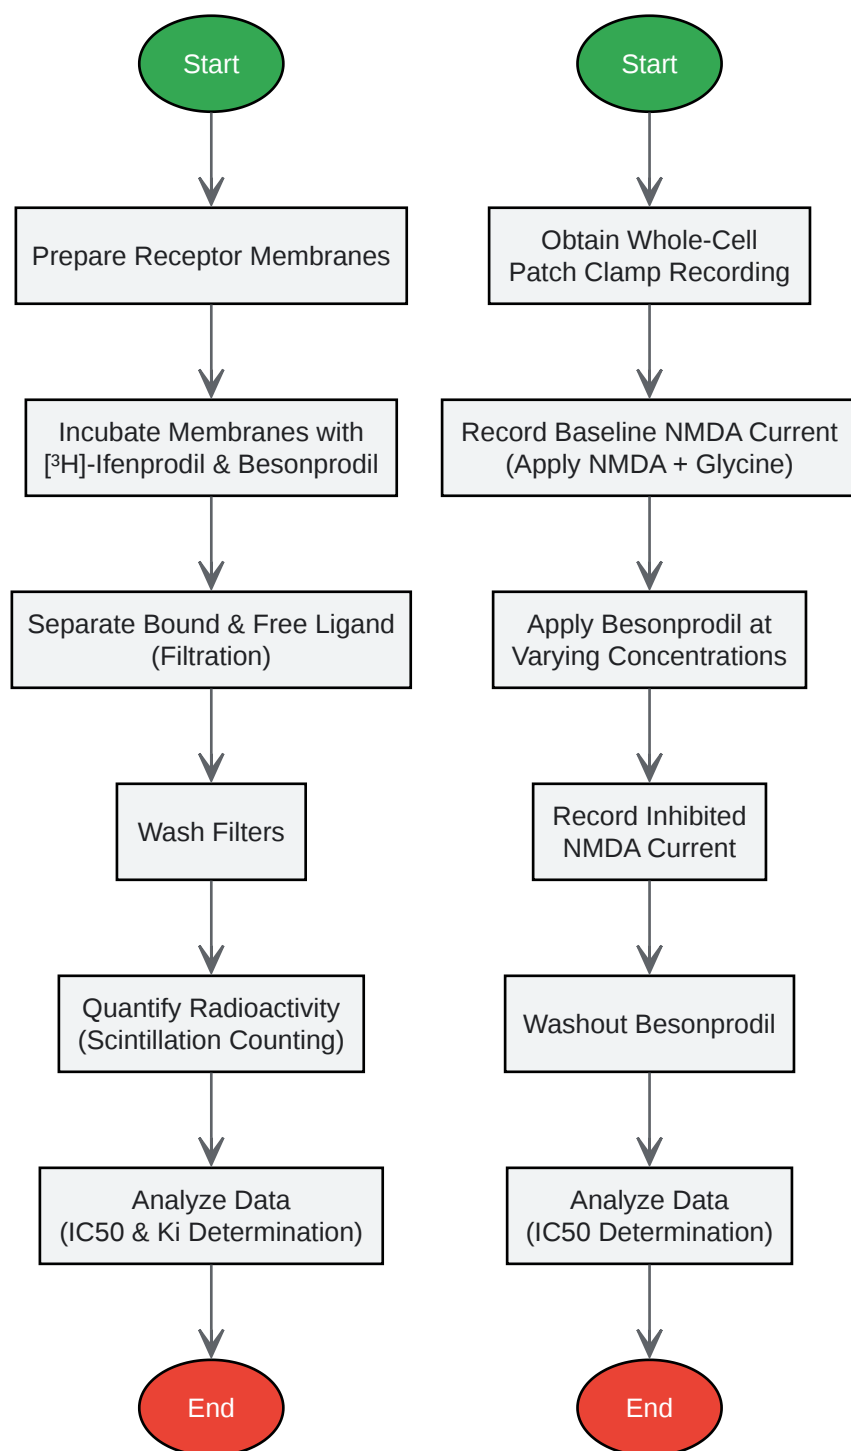 Start
Prepare Receptor Membranes
Incubate Membranes with
[³H]-Ifenprodil & Besonprodil
Separate Bound & Free Ligand
(Filtration)
Wash Filters
Quantify Radioactivity
(Scintillation Counting)
Analyze Data
(IC50 & Ki Determination)
End
Start
Obtain Whole-Cell
Patch Clamp Recording
Record Baseline NMDA Current
(Apply NMDA + Glycine)
Apply Besonprodil at
Varying Concentrations
Record Inhibited
NMDA Current
Washout Besonprodil
Analyze Data
(IC50 Determination)
End